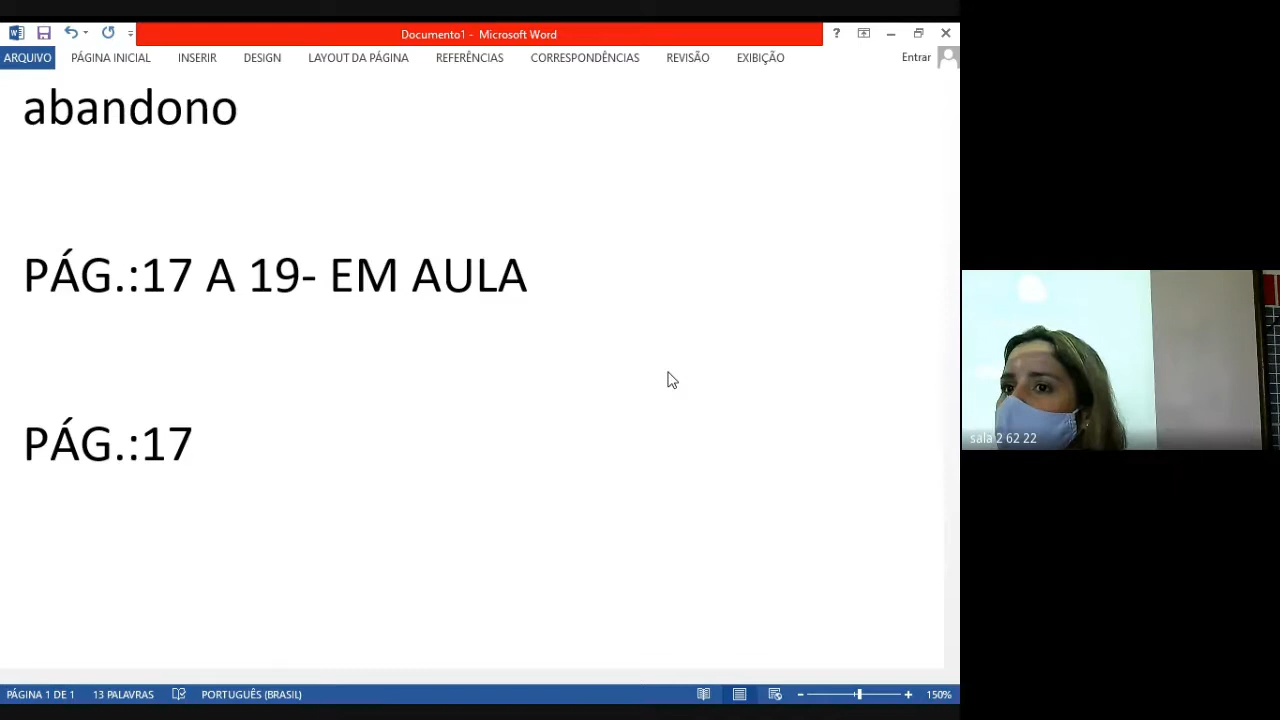 Documento1 - Microsoft Word
?
ARQUIVO PÁGINA INICIAL INSERIR DESIGN LAYOUT DA PÁGINA REFERÊNCIAS CORRESPONDÊNCIAS REVISÃO EXIBIÇÃO Entrar
abandono
PÁG.:17 A 19- EM AULA
PÁG.:17
sala 2 62 22
PÁGINA 1 DE 1 13 PALAVRAS PORTUGUÊS (BRASIL) 150%